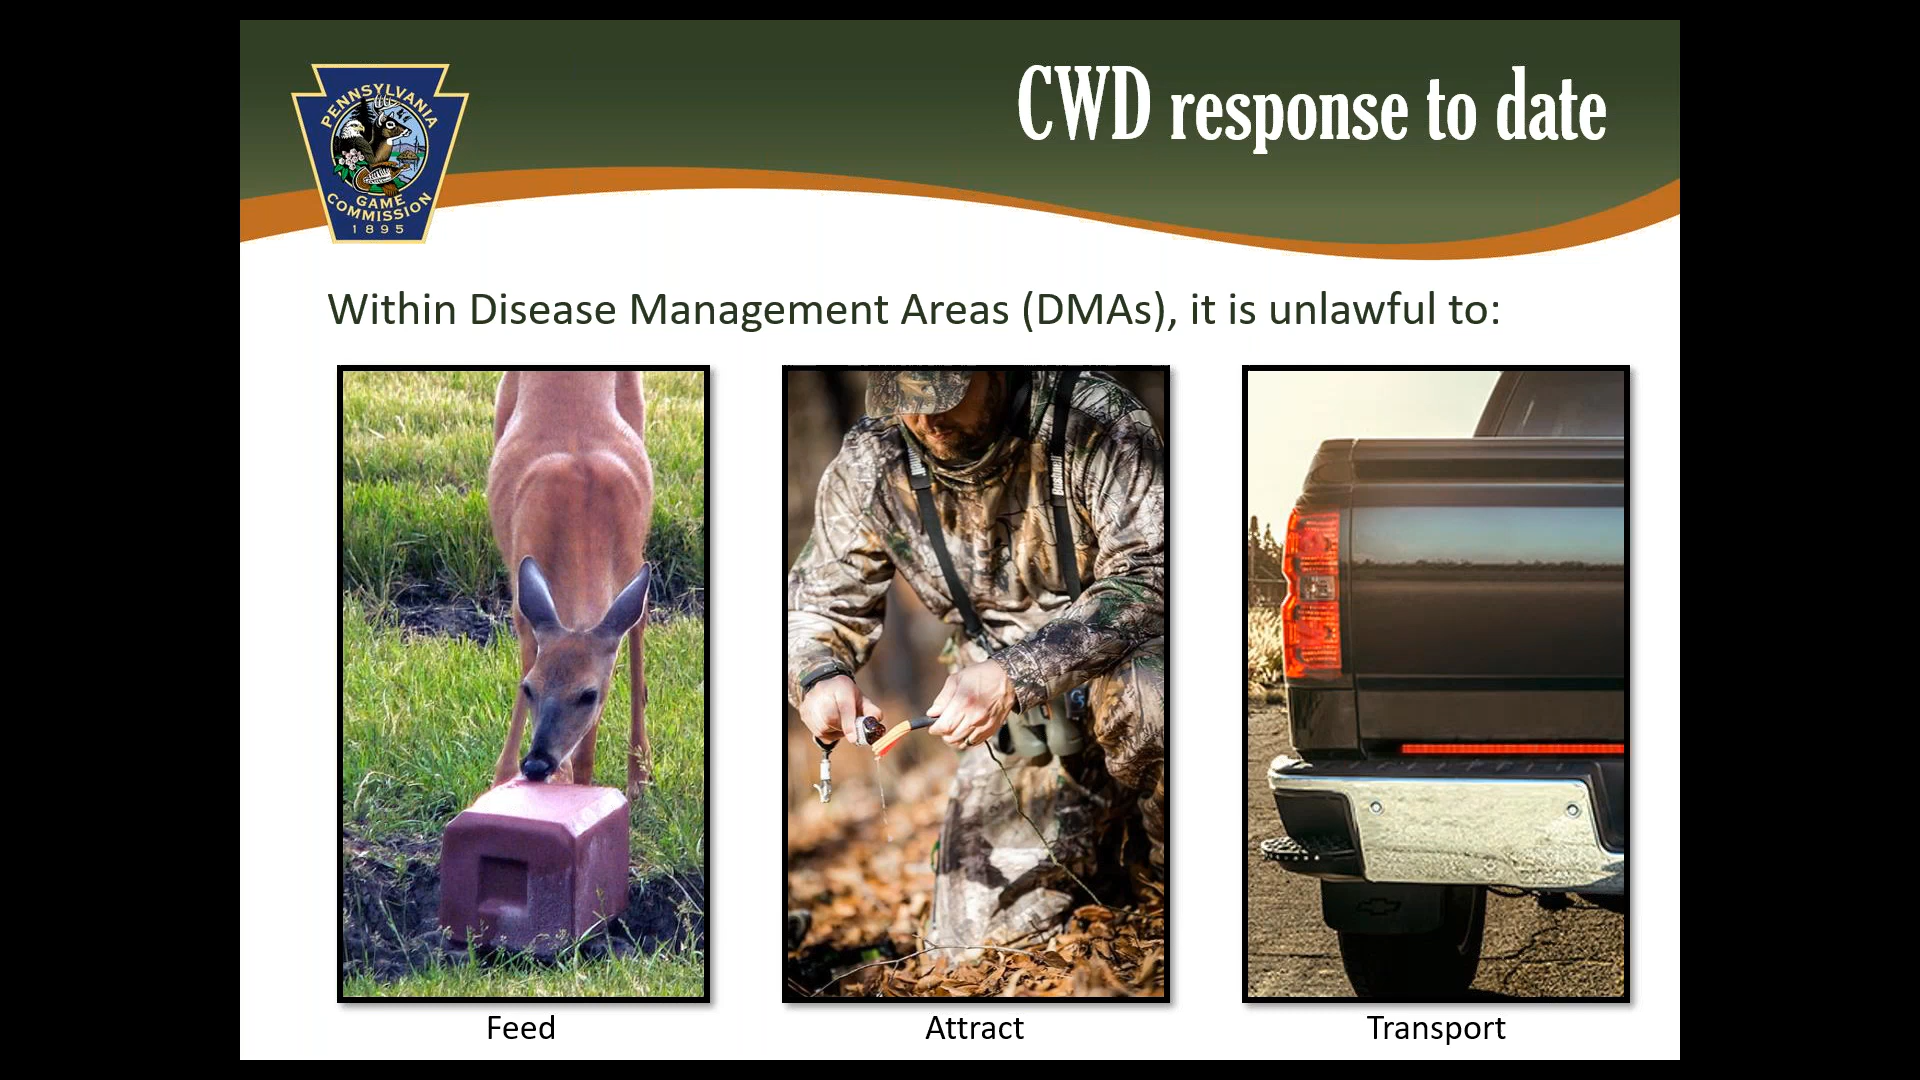 PENNSYLVANIA
GAME
COMMISSION
1895
CWD response to date
Within Disease Management Areas (DMAs), it is unlawful to:
Bushnell
Feed
Attract
Transport